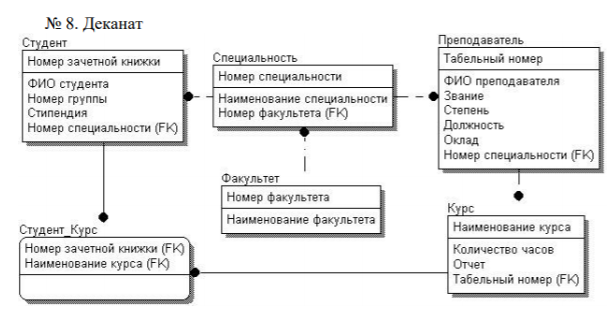 № 8. Деканат
Студент
Номер зачетной книжки
ФИО студента
Номер группы
Стипендия
Номер специальности (FK)
Специальность
Номер специальности
Наименование специальности
Номер факультета (FK)
Преподаватель
Табельный номер
ФИО преподавателя
Звание
Степень
Должность
Оклад
Номер специальности (FK)
Факультет
Номер факультета
Наименование факультета
Студент_Курс
Номер зачетной книжки (FK)
Наименование курса (FK)
Курс
Наименование курса
Количество часов
Отчет
Табельный номер (FK)